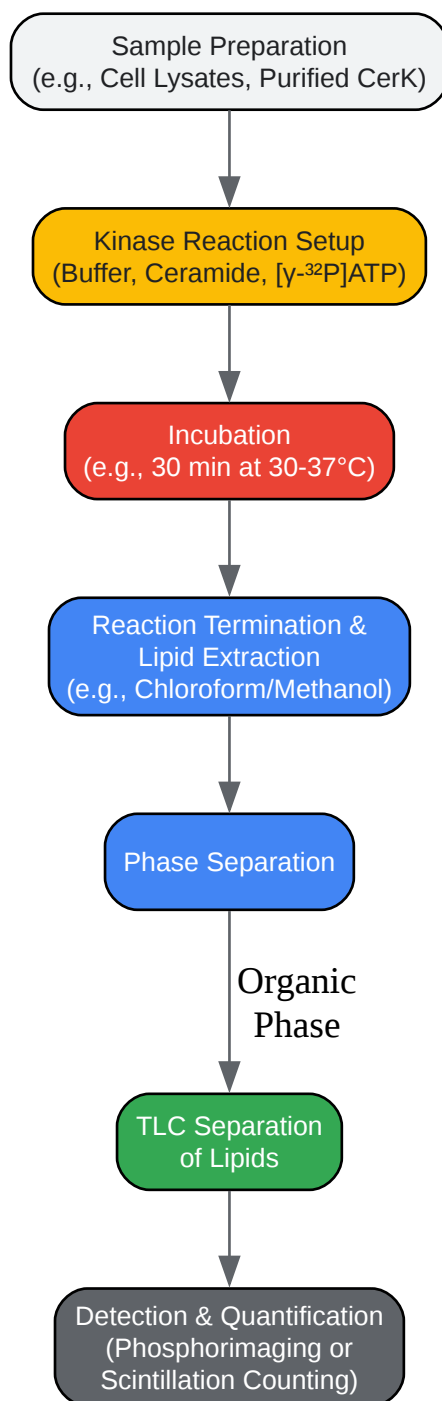 Sample Preparation
(e.g., Cell Lysates, Purified CerK)
Kinase Reaction Setup
(Buffer, Ceramide, [γ-³²P]ATP)
Incubation
(e.g., 30 min at 30-37°C)
Reaction Termination &
Lipid Extraction
(e.g., Chloroform/Methanol)
Phase Separation
Organic
Phase
TLC Separation
of Lipids
Detection & Quantification
(Phosphorimaging or
Scintillation Counting)